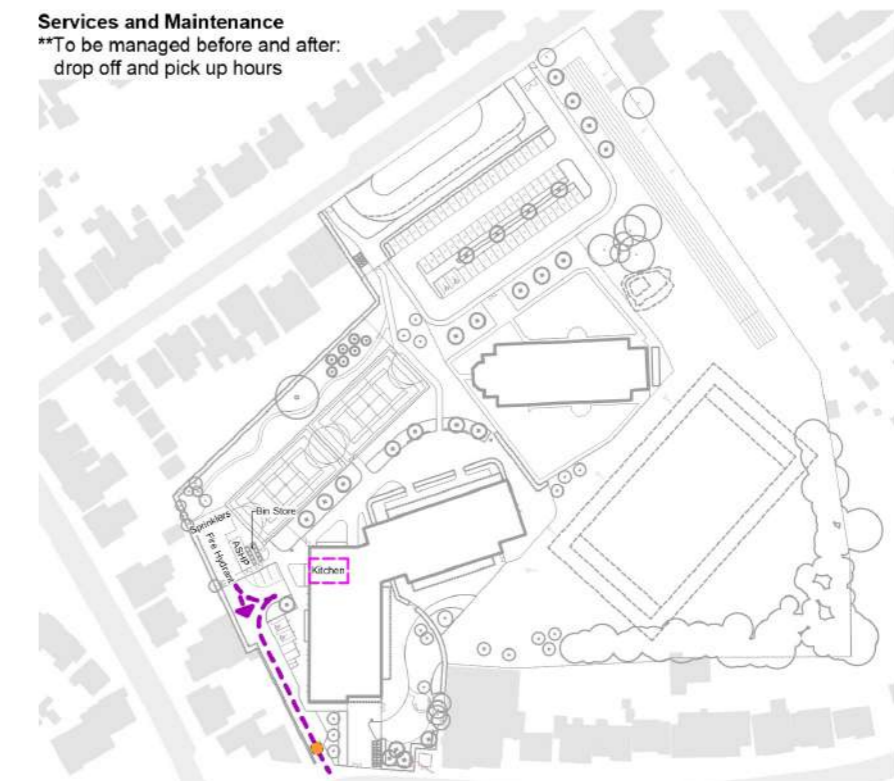 Services and Maintenance
**To be managed before and after:
drop off and pick up hours
Sprinklers
Bin Store
ASHP
Fire Hydrant
Kitchen